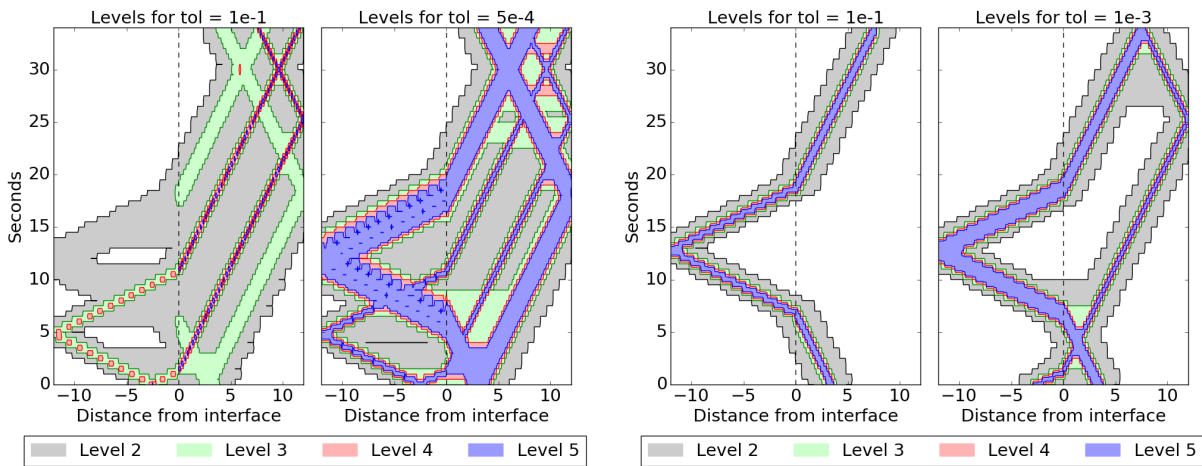 Levels for tol = 1e-1
Levels for tol = 5e-4
Levels for tol = 1e-1
Levels for tol = 1e-3
Seconds
30
25
20
15
10
5
0
−10 −5 0 5 10
−10 −5 0 5 10
Distance from interface
Distance from interface
Level 2 Level 3 Level 4 Level 5
Seconds
30
25
20
15
10
5
0
−10 −5 0 5 10
−10 −5 0 5 10
Distance from interface
Distance from interface
Level 2 Level 3 Level 4 Level 5